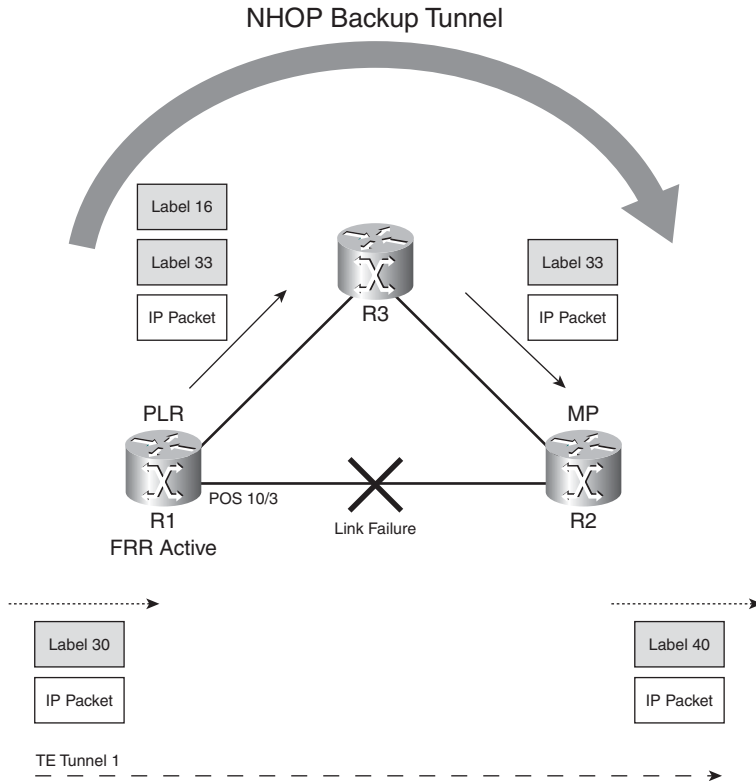 NHOP Backup Tunnel
Label 16
Label 33
IP Packet
Label 33
IP Packet
R3
PLR
MP
POS 10/3
R1
FRR Active
Link Failure
R2
Label 30
IP Packet
Label 40
IP Packet
TE Tunnel 1